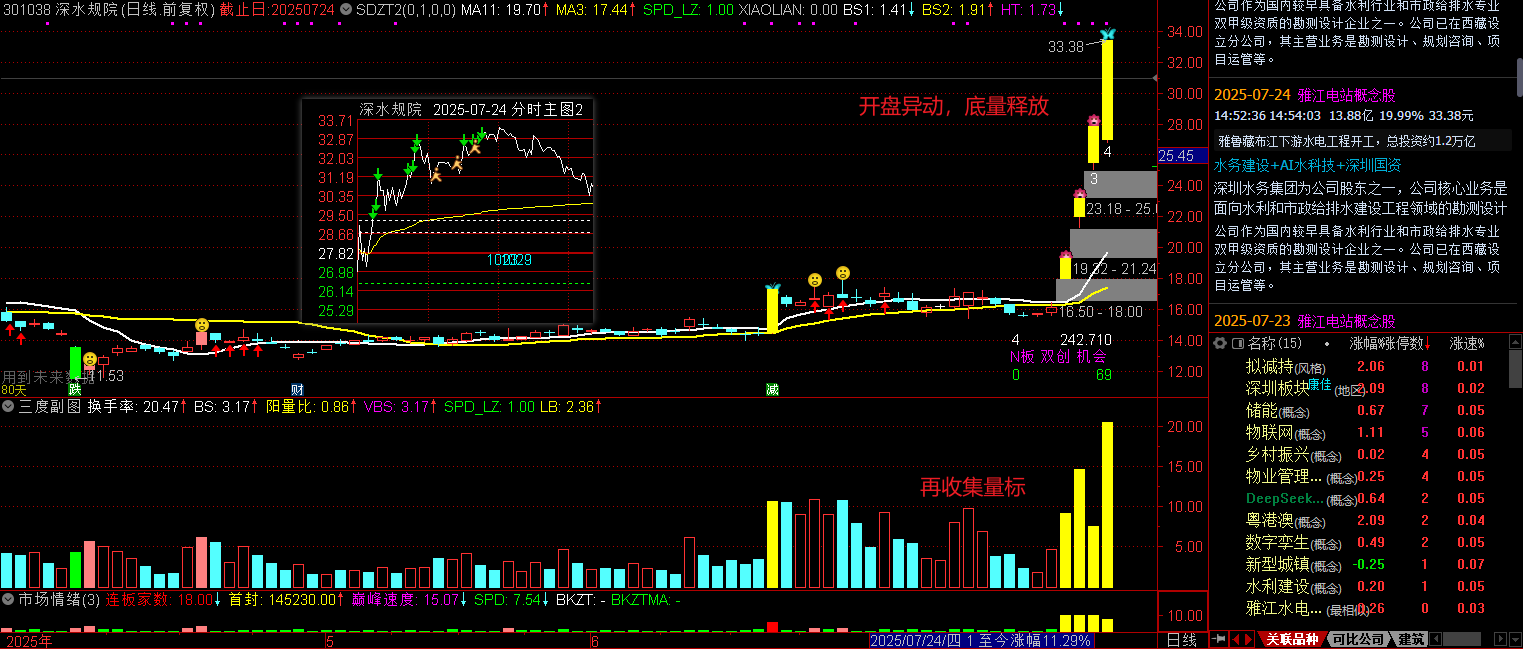 301038 深水规院(日线.前复权) 截止日:20250724 SDZT2(0,1,0,0) MA11: 19.70↑ MA3: 17.44↑ SPD_LZ: 1.00 XIAOLIAN: 0.00 BS1: 1.41↓ BS2: 1.91↑ HT: 1.73↓
34.00
33.38
32.00
30.00
28.00
25.45
24.00
22.00
20.00
18.00
16.00
14.00
12.00
开盘异动，底量释放
深水规院 2025-07-24 分时主图2
33.71
32.87
32.03
31.19
30.35
29.50
28.66
27.82
26.98
26.14
25.29
4
3
23.18 - 25.
19.32 - 21.24
16.50 - 18.00
4 242.710
N板 双创 机会
0 69
11.53
用到未来数据
80天
跌 财 减
三度副图 换手率: 20.47↑ BS: 3.17↑ 阳量比: 0.86↑ VBS: 3.17↑ SPD_LZ: 1.00 LB: 2.36↑
20.00
15.00
10.00
5.00
再收集量标
市场情绪(3) 连板家数: 18.00↓ 首封: 145230.00↑ 巅峰速度: 15.07↓ SPD: 7.54↓ BKZT: - BKZTMA: -
10.00
2025年 5 6 2025/07/24/四 1 至今涨幅11.29% 日线
公司作为国内较早具备水利行业和市政给排水专业
双甲级资质的勘测设计企业之一。公司已在西藏设
立分公司，其主营业务是勘测设计、规划咨询、项
目运管等。
2025-07-24 雅江电站概念股
14:52:36 14:54:03 13.88亿 19.99% 33.38元
雅鲁藏布江下游水电工程开工，总投资约1.2万亿
水务建设+AI水科技+深圳国资
深圳水务集团为公司股东之一，公司核心业务是
面向水利和市政给排水建设工程领域的勘测设计
公司作为国内较早具备水利行业和市政给排水专业
双甲级资质的勘测设计企业之一。公司已在西藏设
立分公司，其主营业务是勘测设计、规划咨询、项
目运管等。
2025-07-23 雅江电站概念股
名称(15) • 涨幅% 涨停数↓ 涨速%
拟减持(风格) 2.06 8 0.01
深圳板块康佳(地区) 2.09 8 0.02
储能(概念) 0.67 7 0.05
物联网(概念) 1.11 5 0.06
乡村振兴(概念) 0.02 4 0.05
物业管理...(概念) 0.25 4 0.05
DeepSeek...(概念) 0.64 2 0.05
粤港澳(概念) 2.09 2 0.04
数字孪生(概念) 0.49 2 0.05
新型城镇(概念) -0.25 1 0.07
水利建设(概念) 0.20 1 0.05
雅江水电...(最相似) 0.26 0 0.03
关联品种 可比公司 建筑